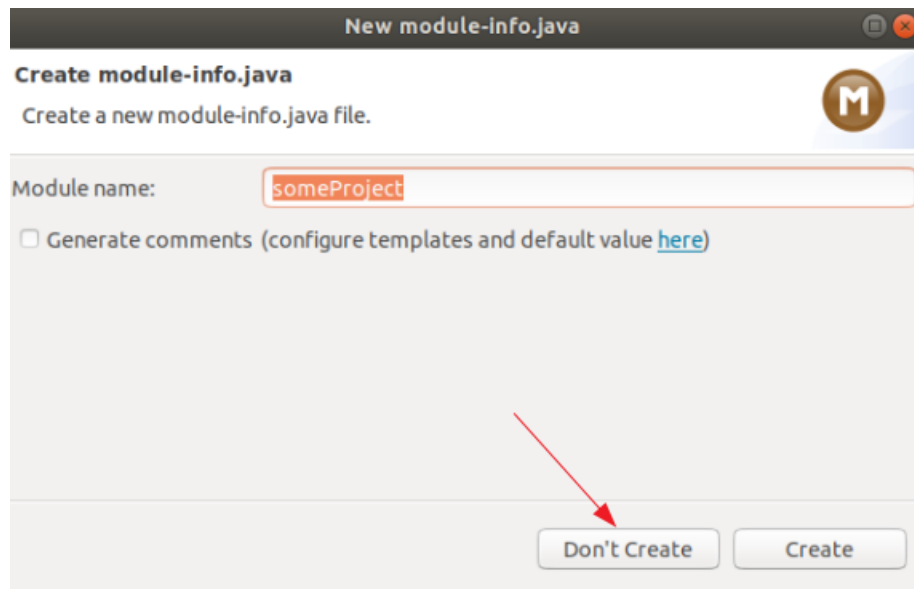 New module-info.java
Create module-info.java
Create a new module-info.java file.
M
Module name: someProject
Generate comments (configure templates and default value here)
Don't Create Create